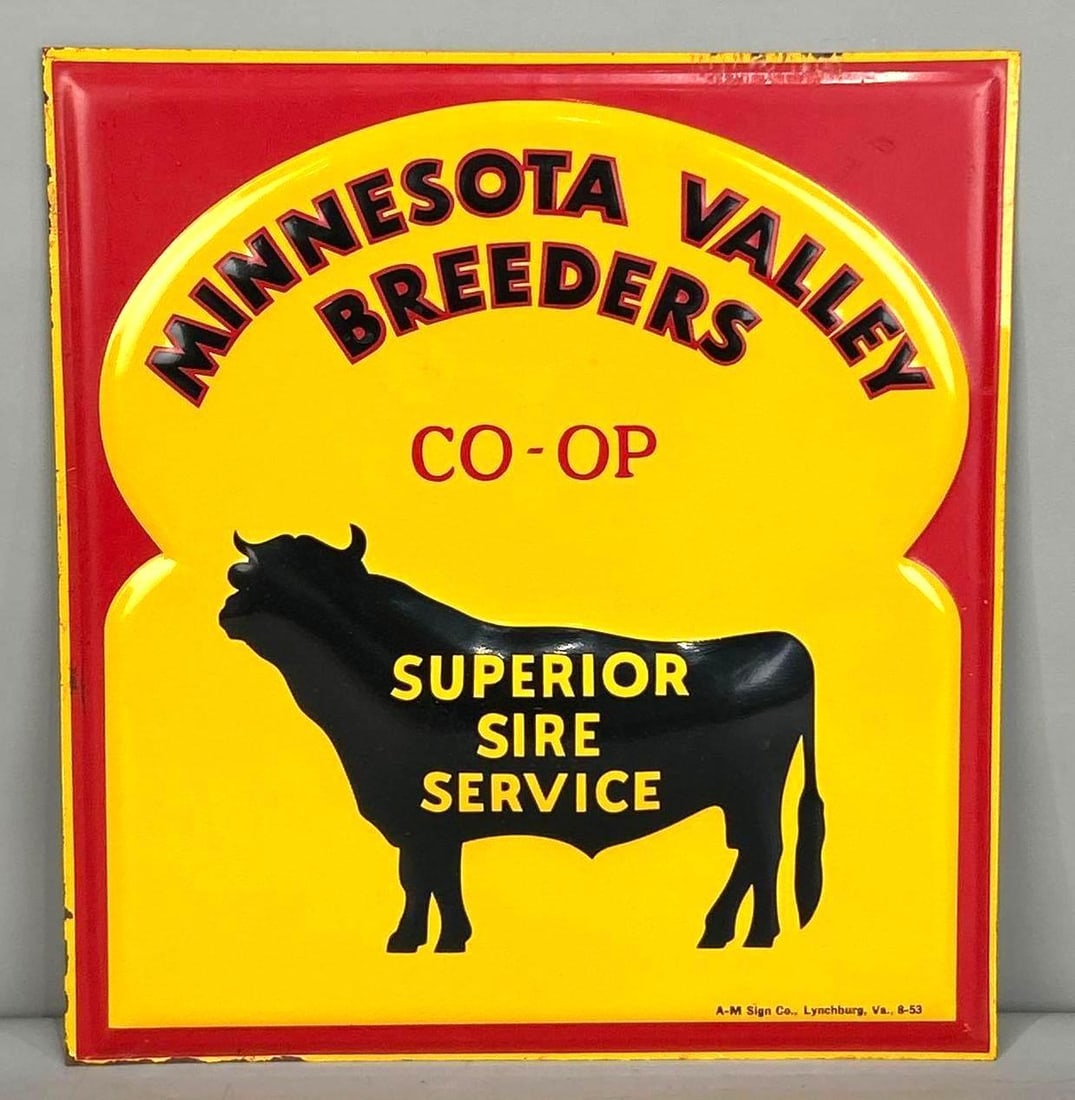 MINNESOTA VALLEY
BREEDERS
CO-OP
SUPERIOR
SIRE
SERVICE
A-M Sign Co., Lynchburg, Va., 8-53